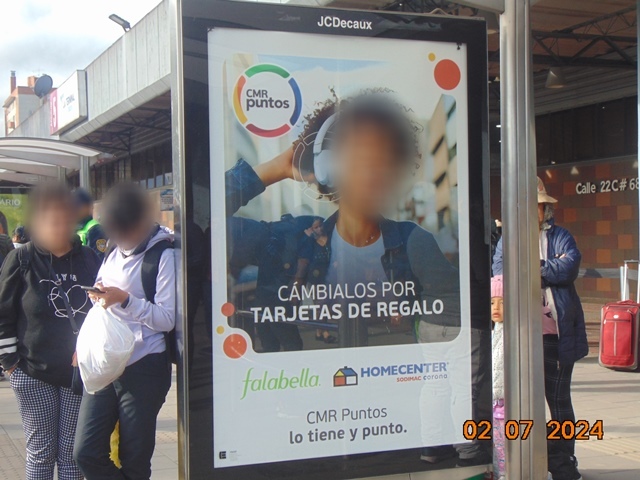 JCDecaux
CMR
puntos
CÁMBIALOS POR
TARJETAS DE REGALO
falabella.
HOMECENTER
SODIMAC corona
CMR Puntos
lo tiene y punto.
Calle 22C # 68
02 07 2024